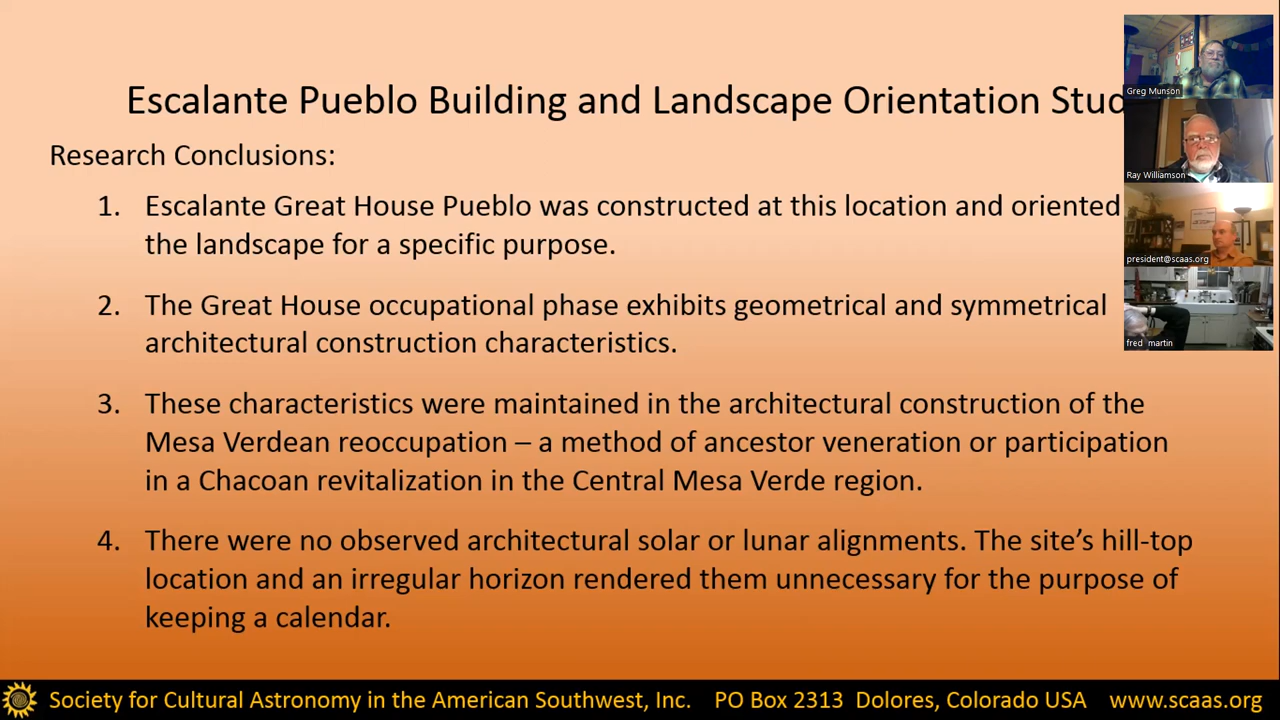 Escalante Pueblo Building and Landscape Orientation Stud
Research Conclusions:
1. Escalante Great House Pueblo was constructed at this location and oriented
the landscape for a specific purpose.
2. The Great House occupational phase exhibits geometrical and symmetrical
architectural construction characteristics.
3. These characteristics were maintained in the architectural construction of the
Mesa Verdean reoccupation – a method of ancestor veneration or participation
in a Chacoan revitalization in the Central Mesa Verde region.
4. There were no observed architectural solar or lunar alignments. The site's hill-top
location and an irregular horizon rendered them unnecessary for the purpose of
keeping a calendar.
Greg Munson
Ray Williamson
president@scaas.org
fred martin
Society for Cultural Astronomy in the American Southwest, Inc. PO Box 2313 Dolores, Colorado USA www.scaas.org